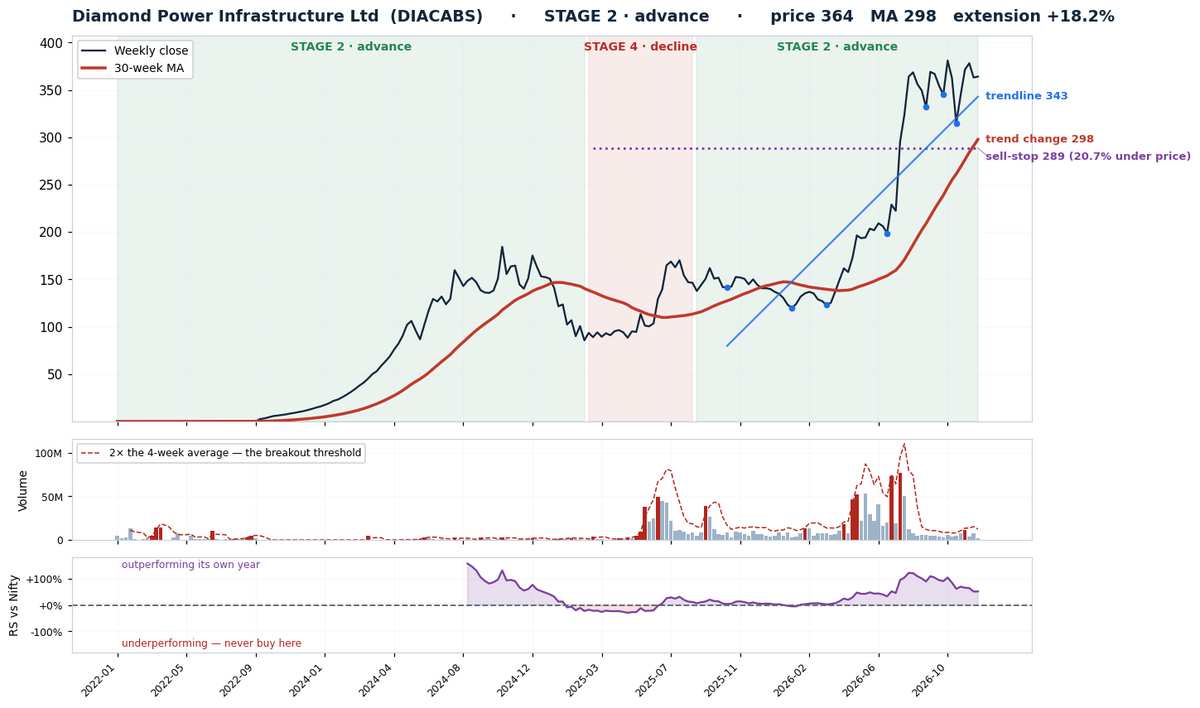 Diamond Power Infrastructure Ltd (DIACABS) · STAGE 2 · advance · price 364 MA 298 extension +18.2%
Weekly close
30-week MA
STAGE 2 · advance
STAGE 4 · decline
STAGE 2 · advance
400
350
300
250
200
150
100
50
trendline 343
trend change 298
sell-stop 289 (20.7% under price)
2× the 4-week average — the breakout threshold
Volume
100M
50M
0
RS vs Nifty
outperforming its own year
+100%
+0%
-100%
underperforming — never buy here
2022-01
2022-05
2022-09
2024-01
2024-04
2024-08
2024-12
2025-03
2025-07
2025-11
2026-02
2026-06
2026-10